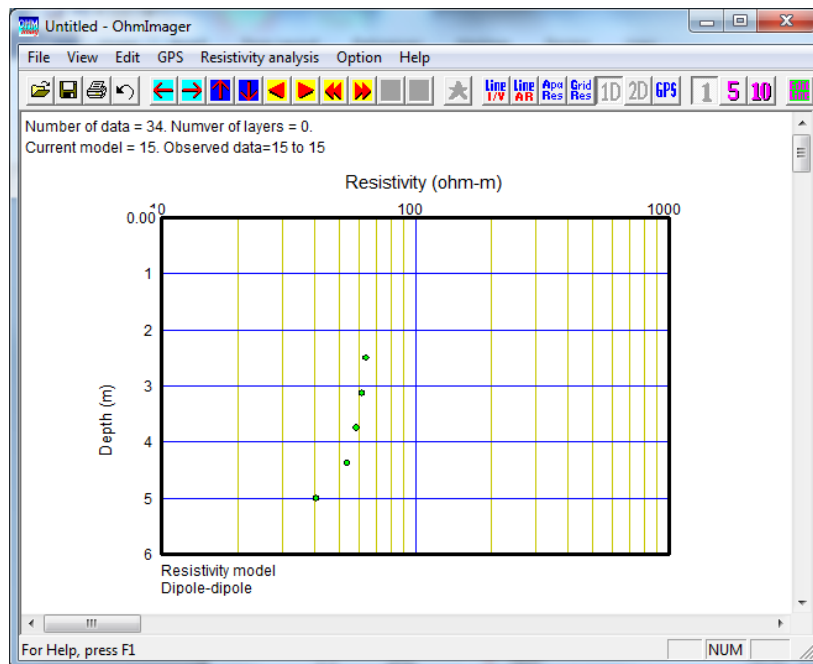 Untitled - OhmImager
File View Edit GPS Resistivity analysis Option Help
Line I/V Line AR Apa Res Grid Res 1D 2D GPS 1 5 10
Number of data = 34. Numver of layers = 0.
Current model = 15. Observed data=15 to 15
Resistivity (ohm-m)
10 100 1000
0.00
1
2
3
4
5
6
Depth (m)
Resistivity model
Dipole-dipole
For Help, press F1 NUM